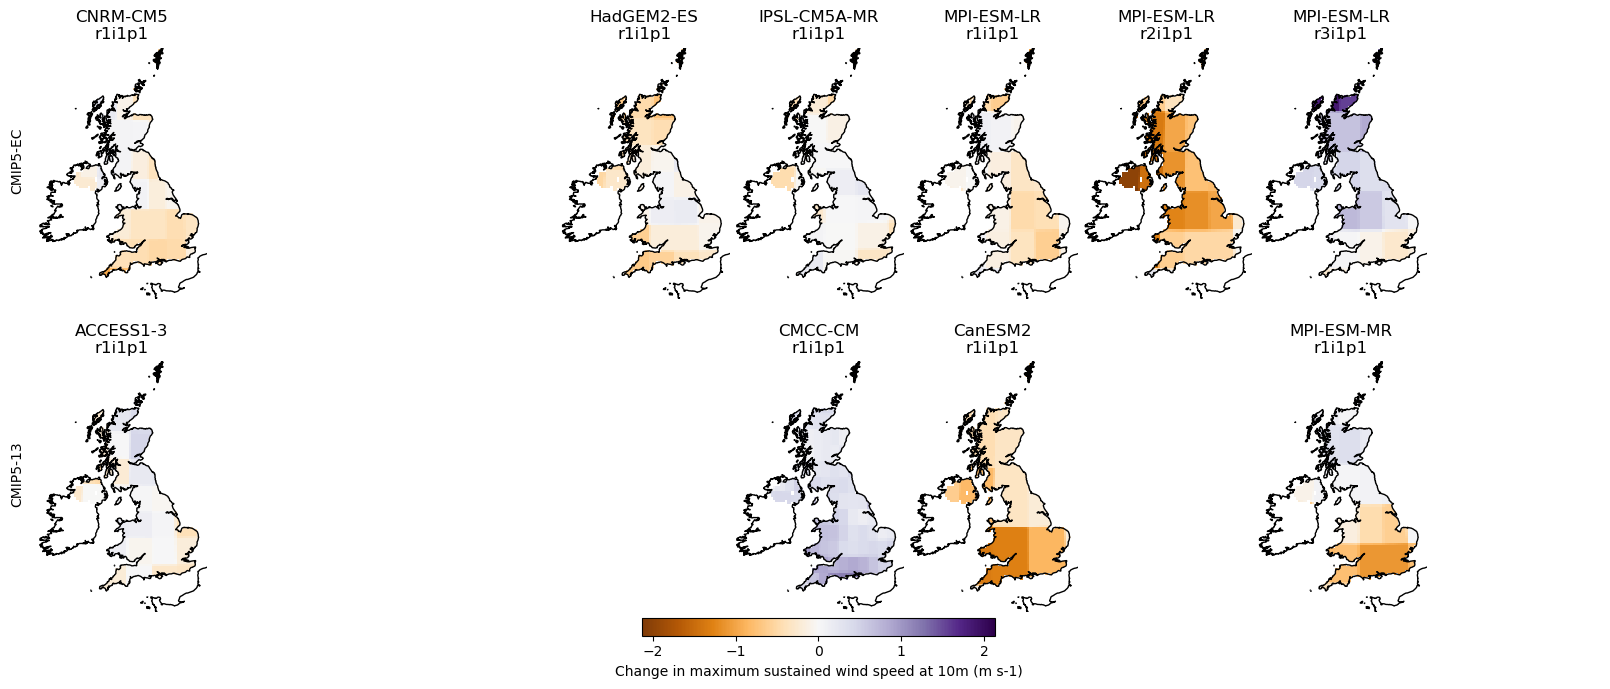 CNRM-CM5
r1i1p1
HadGEM2-ES
r1i1p1
IPSL-CM5A-MR
r1i1p1
MPI-ESM-LR
r1i1p1
MPI-ESM-LR
r2i1p1
MPI-ESM-LR
r3i1p1
CMIP5-EC
ACCESS1-3
r1i1p1
CMCC-CM
r1i1p1
CanESM2
r1i1p1
MPI-ESM-MR
r1i1p1
CMIP5-13
−2 −1 0 1 2
Change in maximum sustained wind speed at 10m (m s-1)